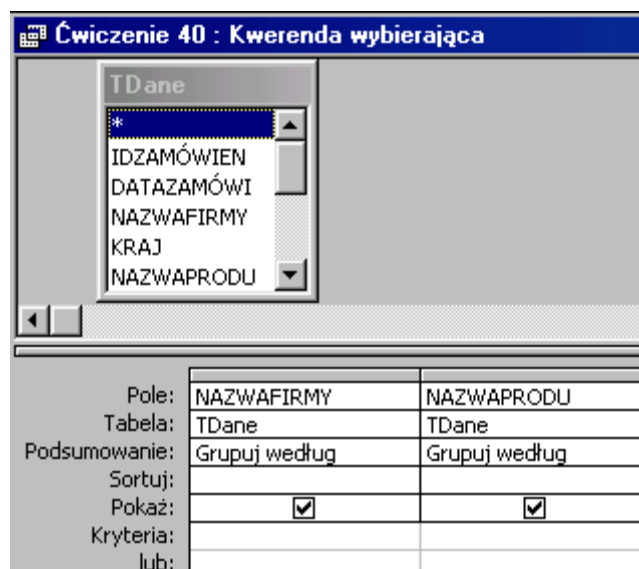 Ćwiczenie 40 : Kwerenda wybierająca
TDane
*
IDZAMÓWIEN
DATAZAMÓWI
NAZWAFIRMY
KRAJ
NAZWAPRODU
Pole: NAZWAFIRMY NAZWAPRODU
Tabela: TDane TDane
Podsumowanie: Grupuj według Grupuj według
Sortuj:
Pokaż:
Kryteria:
lub: